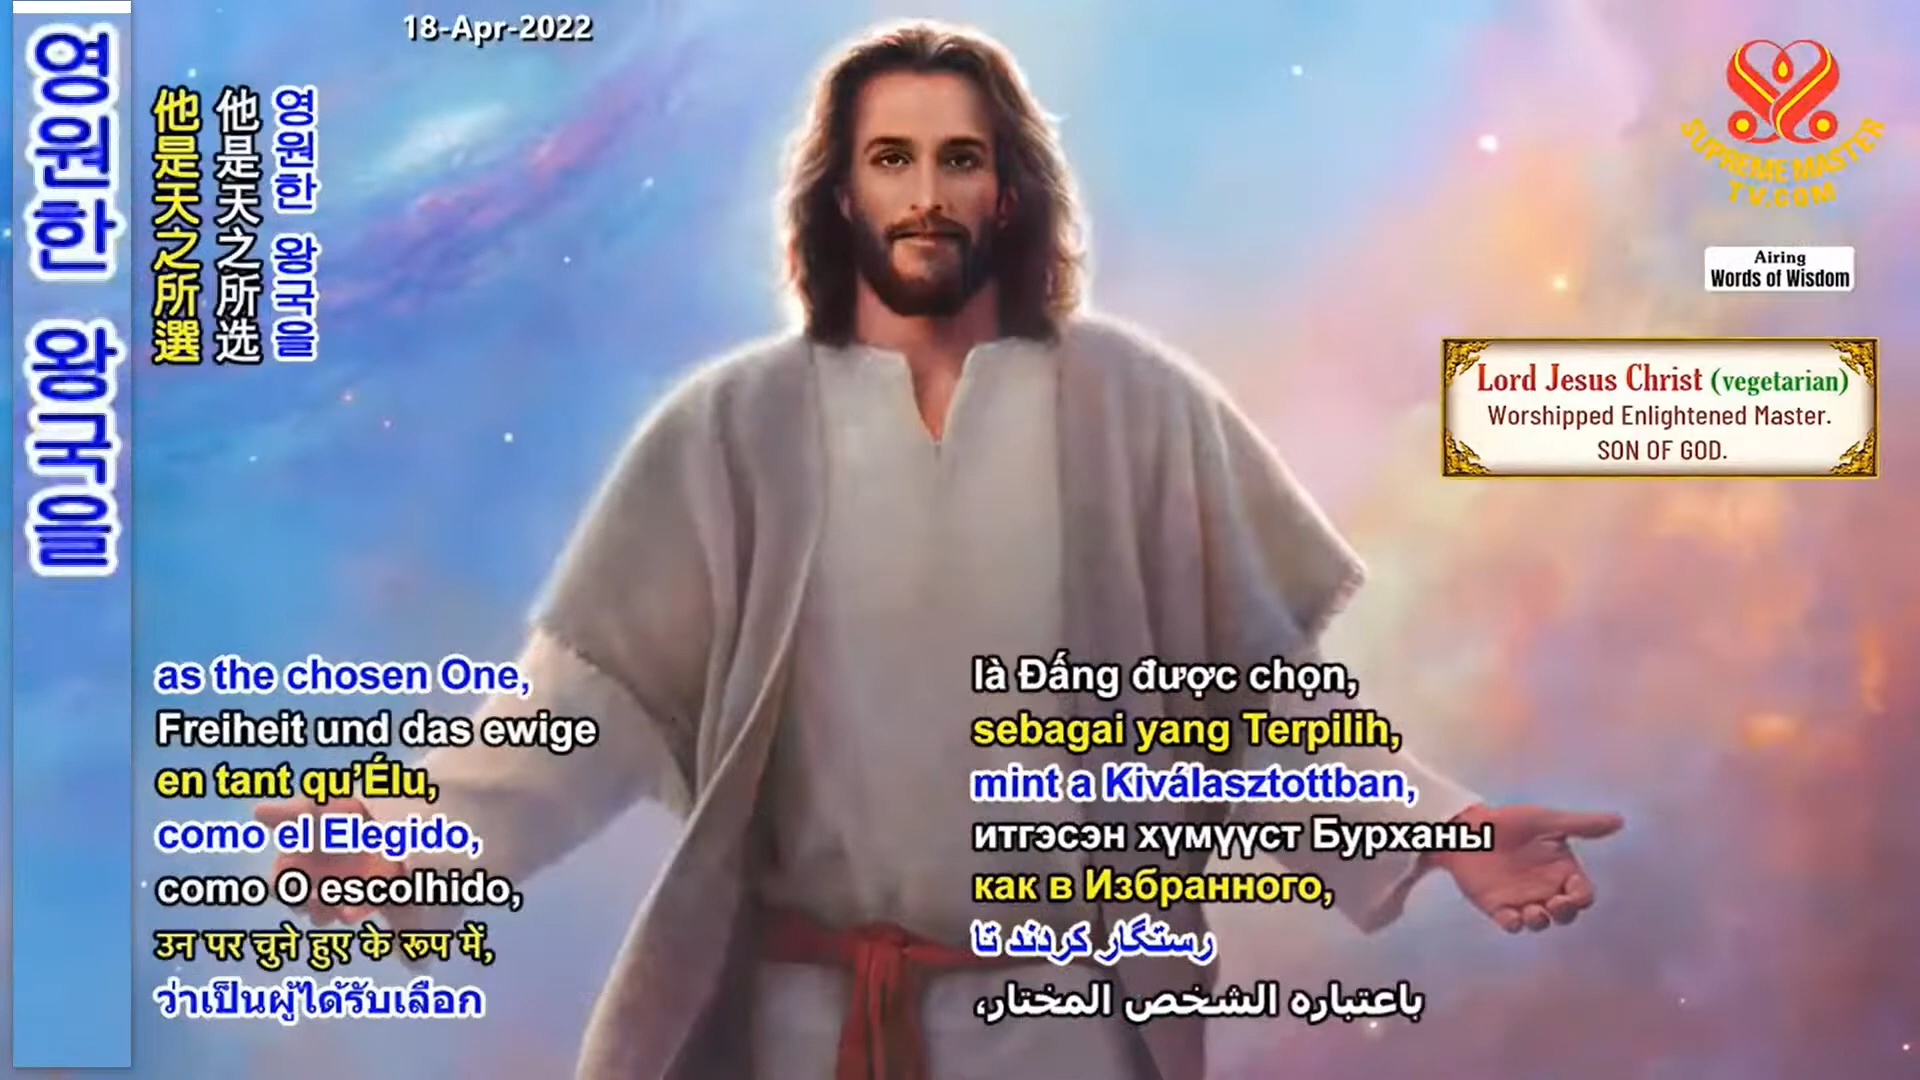 영원한 왕국을
18-Apr-2022
他是天之所選
他是天之所选
영원한 왕국을
SUPREME MASTER
TV.COM
Airing
Words of Wisdom
Lord Jesus Christ (vegetarian)
Worshipped Enlightened Master.
SON OF GOD.
as the chosen One,
Freiheit und das ewige
en tant qu’Élu,
como el Elegido,
como O escolhido,
उन पर चुने हुए के रूप में,
ว่าเป็นผู้ได้รับเลือก
là Đấng được chọn,
sebagai yang Terpilih,
mint a Kiválasztottban,
итгэсэн хүмүүст Бурханы
как в Избранного,
رستگار کردند تا
باعتباره الشخص المختار،